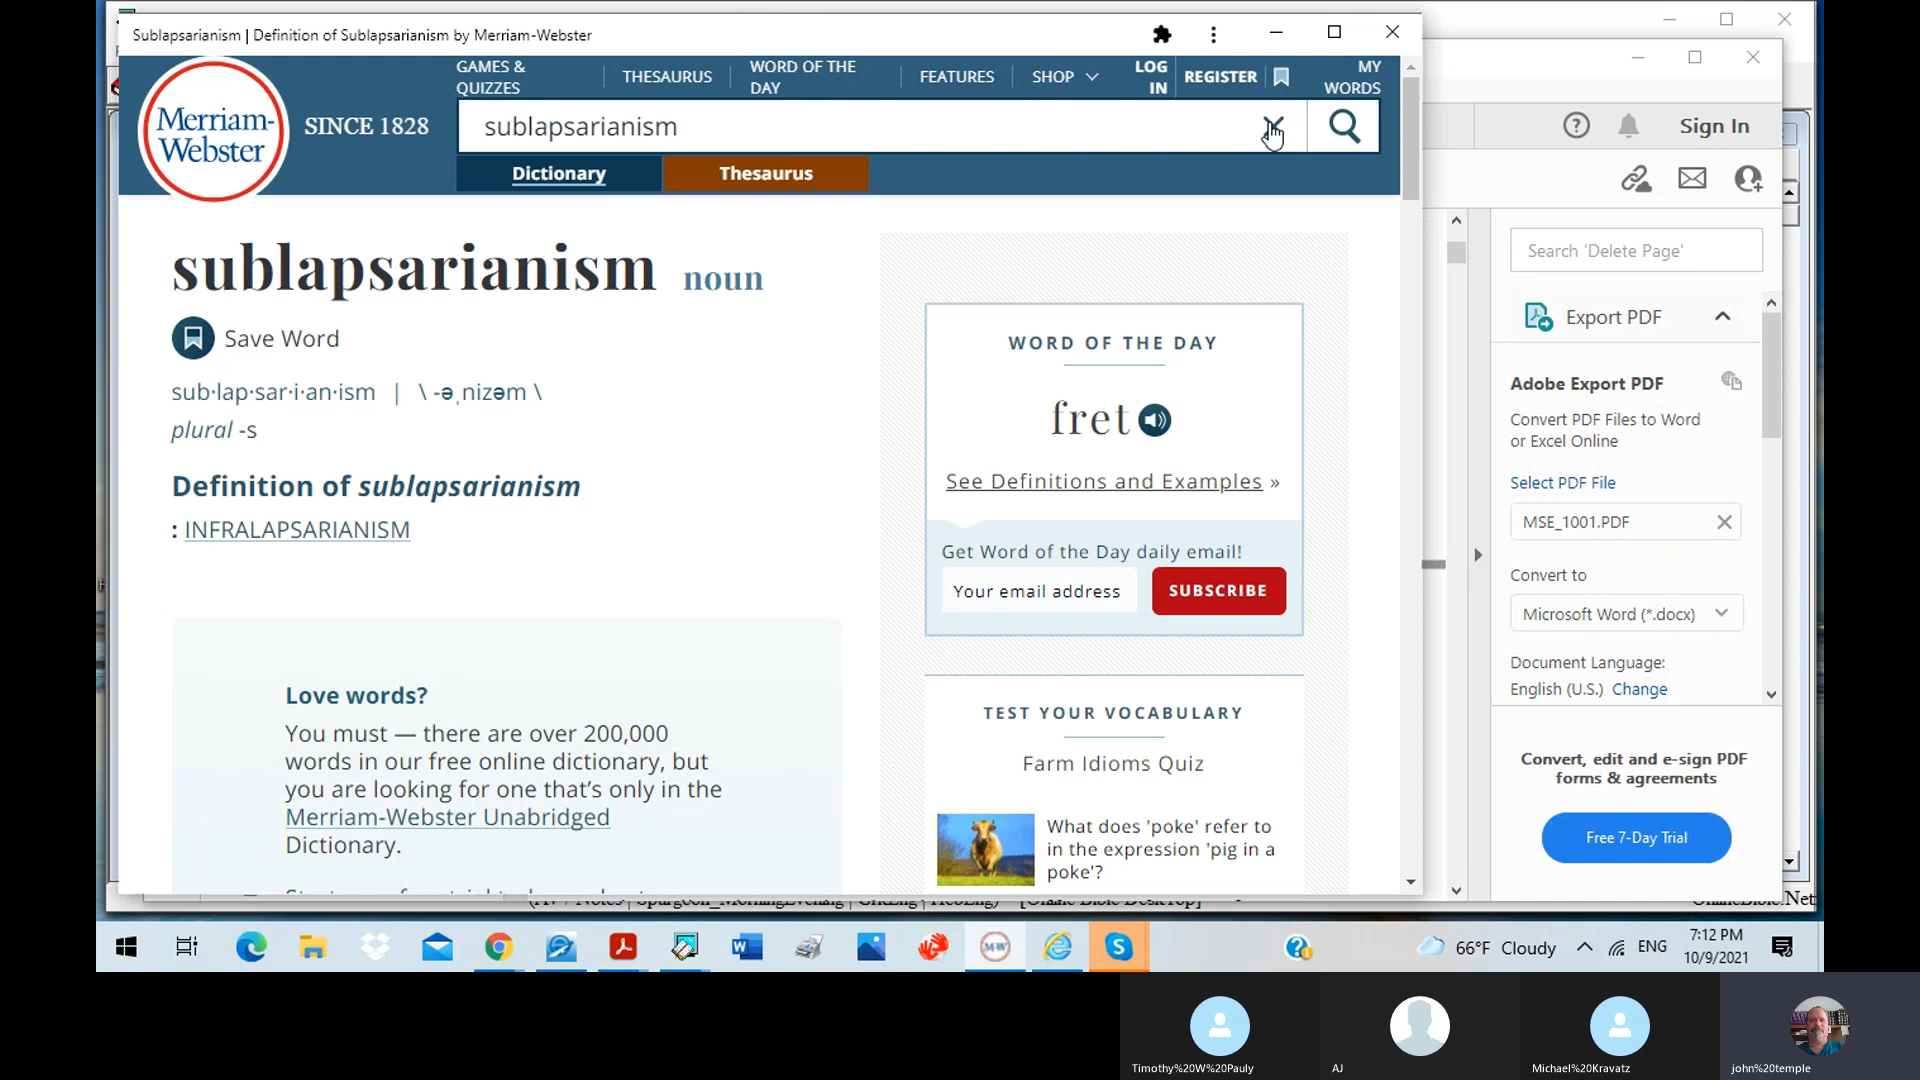 Sublapsarianism | Definition of Sublapsarianism by Merriam-Webster
GAMES &
QUIZZES
THESAURUS
WORD OF THE
DAY
FEATURES
SHOP
LOG
IN
REGISTER
MY
WORDS
Merriam-
Webster
SINCE 1828
sublapsarianism
Dictionary
Thesaurus
sublapsarianism noun
Save Word
sub·lap·sar·i·an·ism | \ -əˌnizəm \
plural -s
Definition of sublapsarianism
: INFRALAPSARIANISM
Love words?
You must — there are over 200,000
words in our free online dictionary, but
you are looking for one that's only in the
Merriam-Webster Unabridged
Dictionary.
WORD OF THE DAY
fret
See Definitions and Examples »
Get Word of the Day daily email!
Your email address
SUBSCRIBE
TEST YOUR VOCABULARY
Farm Idioms Quiz
What does 'poke' refer to
in the expression 'pig in a
poke'?
Sign In
Search 'Delete Page'
Export PDF
Adobe Export PDF
Convert PDF Files to Word
or Excel Online
Select PDF File
MSE_1001.PDF
Convert to
Microsoft Word (*.docx)
Document Language:
English (U.S.) Change
Convert, edit and e-sign PDF
forms & agreements
Free 7-Day Trial
OnlineBible.Net
66°F Cloudy
ENG
7:12 PM
10/9/2021
Timothy%20W%20Pauly
AJ
Michael%20Kravatz
john%20temple